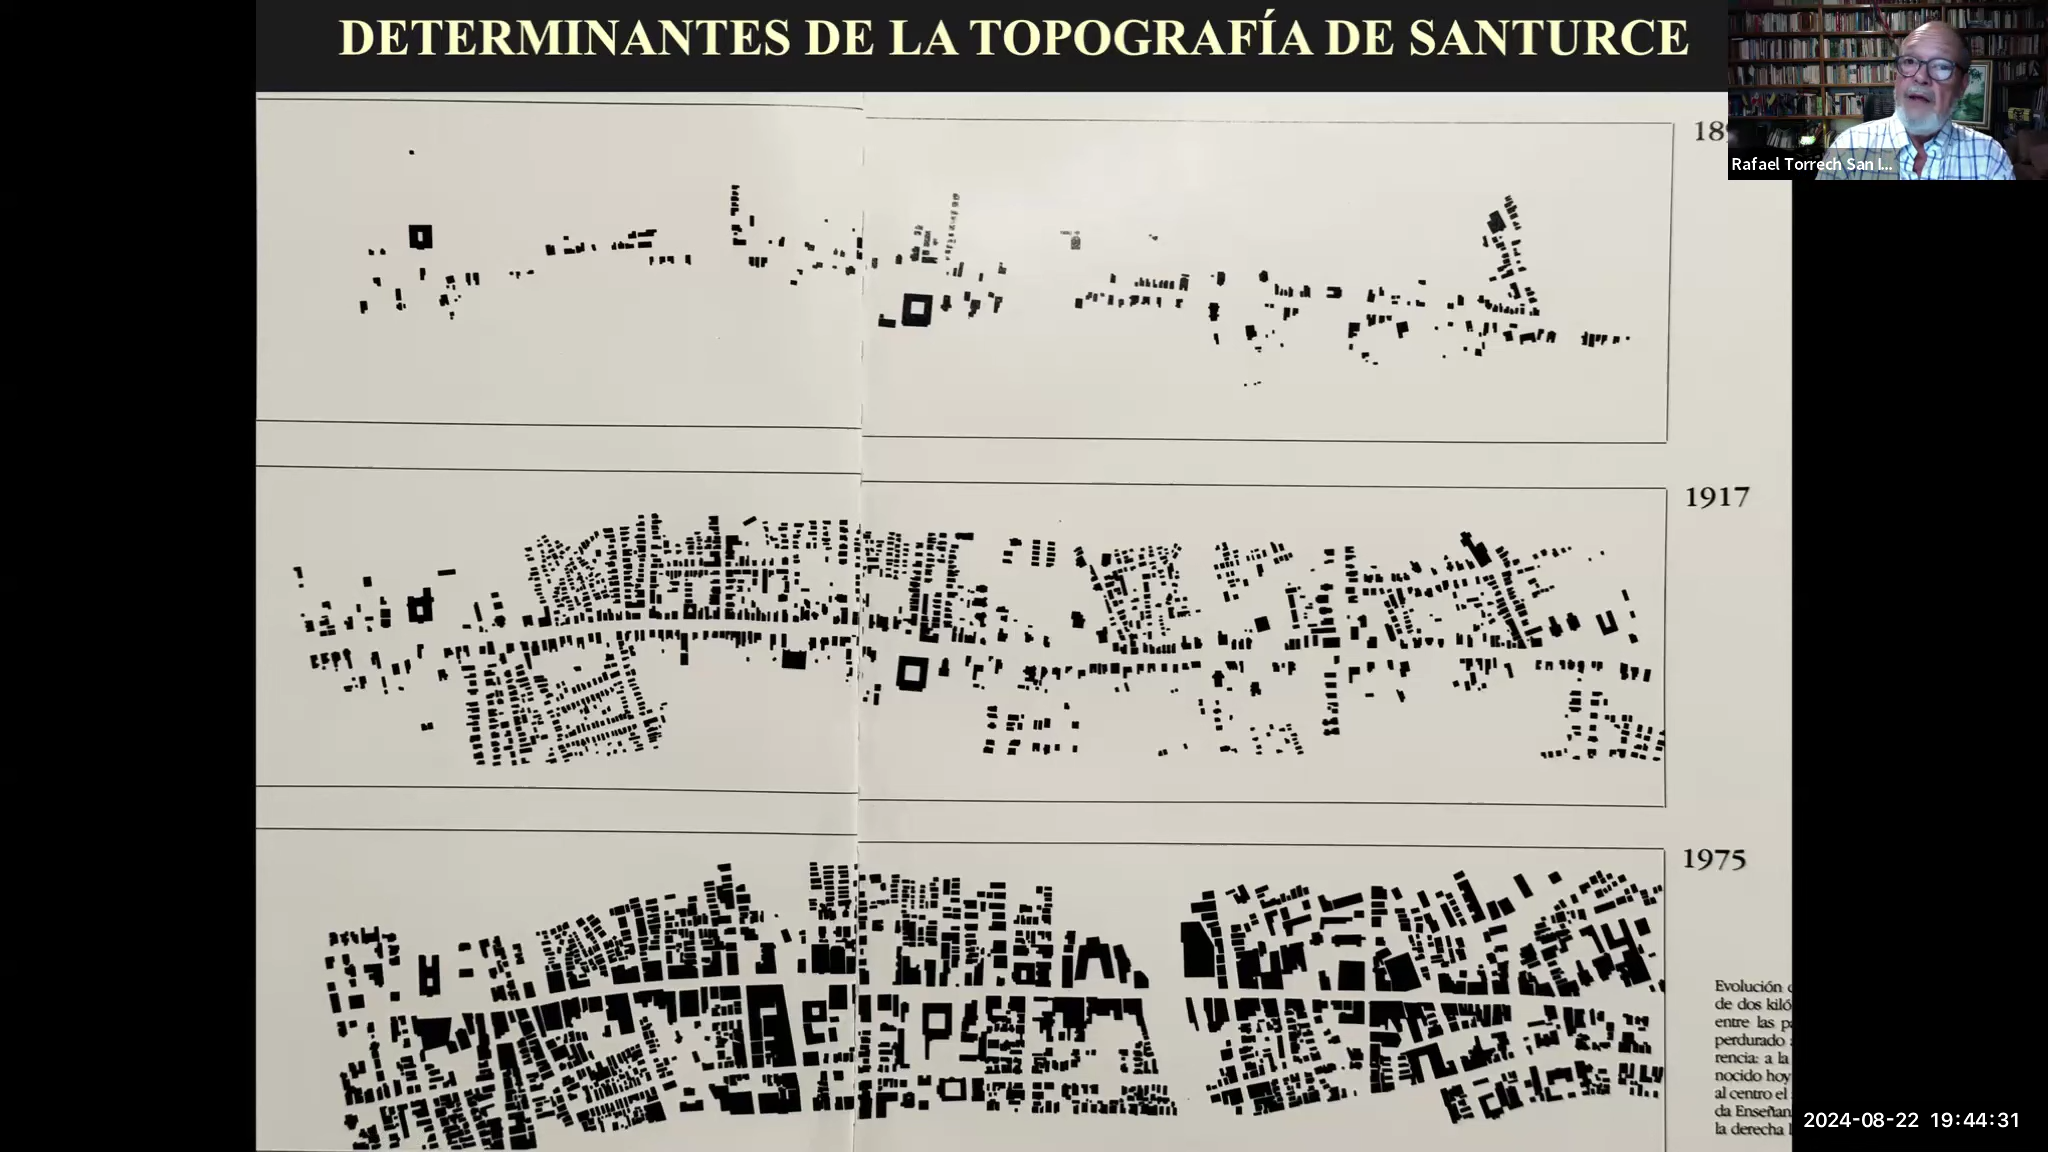 DETERMINANTES DE LA TOPOGRAFÍA DE SANTURCE
Rafael Torrech San I...
1917
1975
Evolución
de dos kiló
entre las
perdurado
rencia: a la
nocido hoy
al centro el
da Enseñan
la derecha
2024-08-22 19:44:31